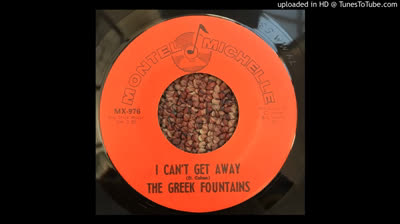 uploaded in HD @ TunesToTube.com
MONTEL MICHELLE
MX-978
I CAN'T GET AWAY
THE GREEK FOUNTAINS